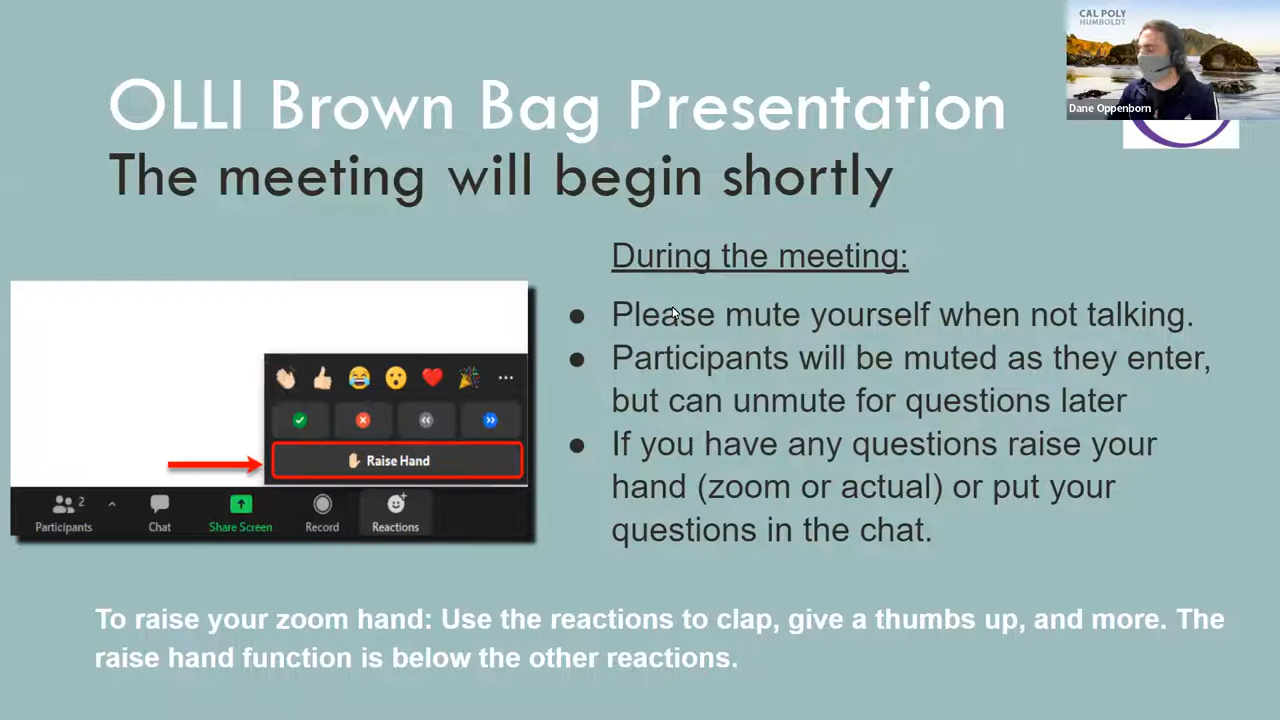 CAL POLY
HUMBOLDT
Dane Oppenborn
OLLI Brown Bag Presentation
The meeting will begin shortly
During the meeting:
● Please mute yourself when not talking.
● Participants will be muted as they enter,
but can unmute for questions later
● If you have any questions raise your
hand (zoom or actual) or put your
questions in the chat.
Raise Hand
2
Participants Chat Share Screen Record Reactions
To raise your zoom hand: Use the reactions to clap, give a thumbs up, and more. The
raise hand function is below the other reactions.